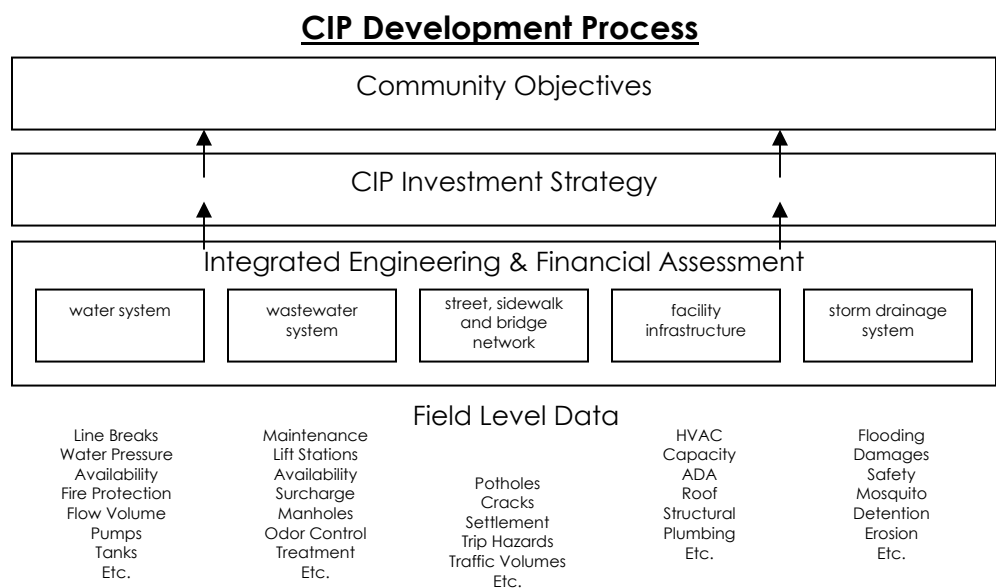 CIP Development Process
Community Objectives
CIP Investment Strategy
Integrated Engineering & Financial Assessment
water system
wastewater
system
street, sidewalk
and bridge
network
facility
infrastructure
storm drainage
system
Field Level Data
Line Breaks
Water Pressure
Availability
Fire Protection
Flow Volume
Pumps
Tanks
Etc.
Maintenance
Lift Stations
Availability
Surcharge
Manholes
Odor Control
Treatment
Etc.
Potholes
Cracks
Settlement
Trip Hazards
Traffic Volumes
Etc.
HVAC
Capacity
ADA
Roof
Structural
Plumbing
Etc.
Flooding
Damages
Safety
Mosquito
Detention
Erosion
Etc.